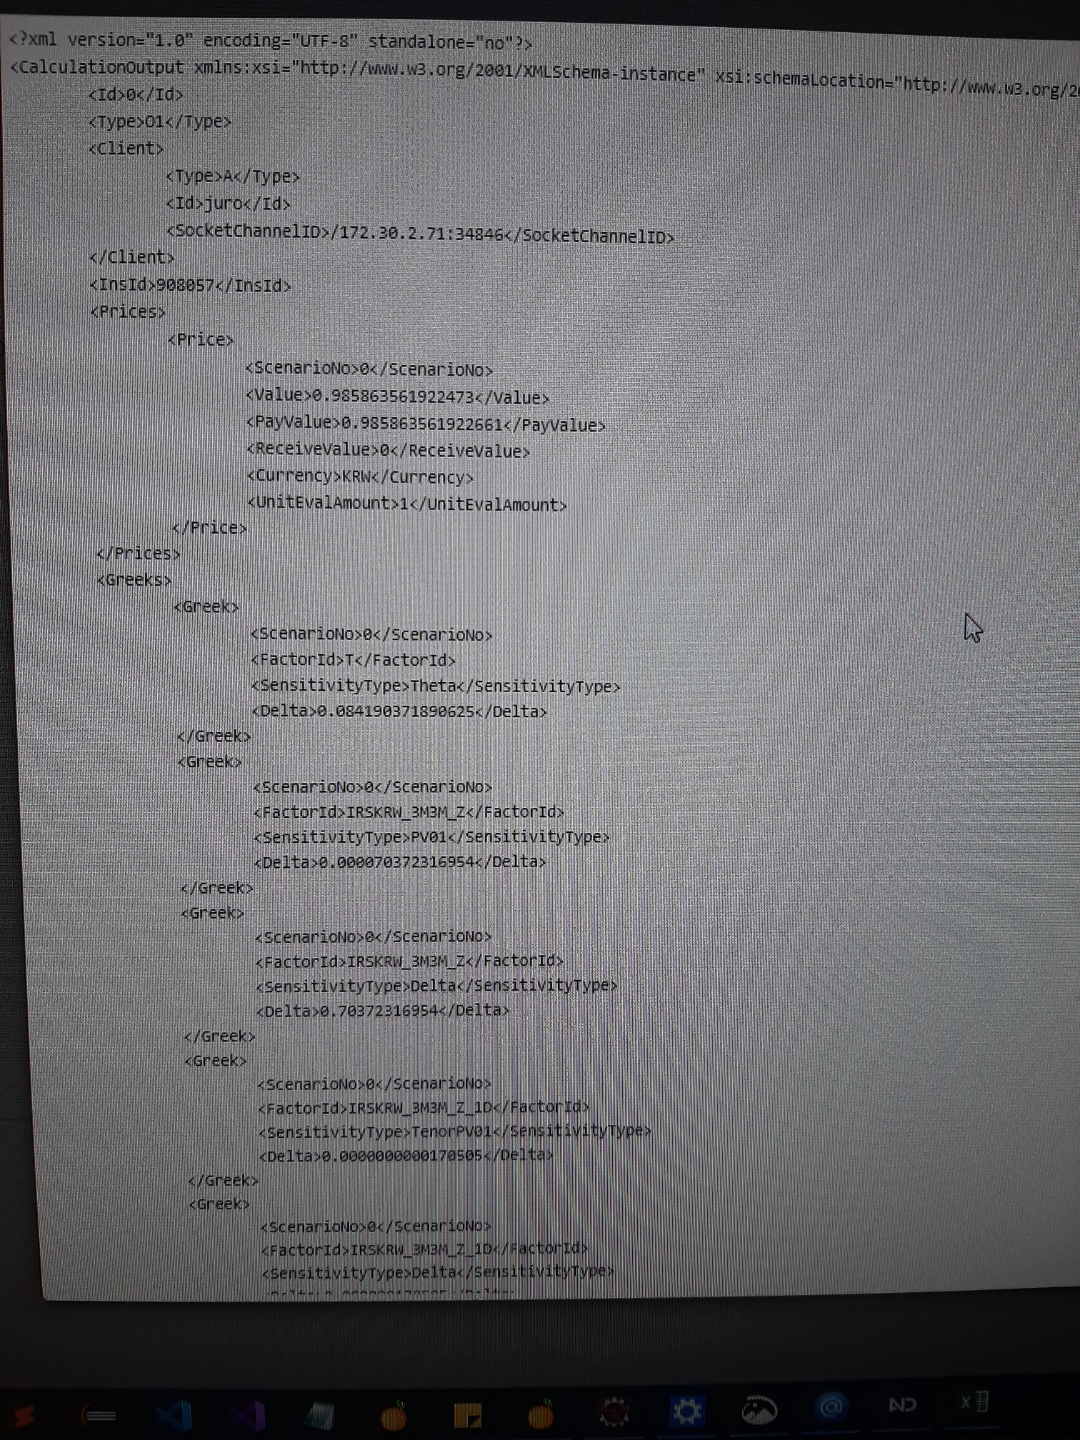 <?xml version="1.0" encoding="UTF-8" standalone="no"?>
<CalculationOutput xmlns:xsi="http://www.w3.org/2001/XMLSchema-instance" xsi:schemaLocation="http://www.w3.org/2
<Id>0</Id>
<Type>O1</Type>
<Client>
<Type>A</Type>
<Id>juro</Id>
<SocketChannelID>/172.30.2.71:34846</SocketChannelID>
</Client>
<InsId>908057</InsId>
<Prices>
<Price>
<ScenarioNo>0</ScenarioNo>
<Value>0.985863561922473</Value>
<PayValue>0.985863561922661</PayValue>
<ReceiveValue>0</ReceiveValue>
<Currency>KRW</Currency>
<UnitEvalAmount>1</UnitEvalAmount>
</Price>
</Prices>
<Greeks>
<Greek>
<ScenarioNo>0</ScenarioNo>
<FactorId>T</FactorId>
<SensitivityType>Theta</SensitivityType>
<Delta>0.084190371890625</Delta>
</Greek>
<Greek>
<ScenarioNo>0</ScenarioNo>
<FactorId>IRSKRW_3M3M_Z</FactorId>
<SensitivityType>PV01</SensitivityType>
<Delta>0.000070372316954</Delta>
</Greek>
<Greek>
<ScenarioNo>0</ScenarioNo>
<FactorId>IRSKRW_3M3M_Z</FactorId>
<SensitivityType>Delta</SensitivityType>
<Delta>0.70372316954</Delta>
</Greek>
<Greek>
<ScenarioNo>0</ScenarioNo>
<FactorId>IRSKRW_3M3M_Z_1D</FactorId>
<SensitivityType>TenorPV01</SensitivityType>
<Delta>0.0000000000170505</Delta>
</Greek>
<Greek>
<ScenarioNo>0</ScenarioNo>
<FactorId>IRSKRW_3M3M_Z_1D</FactorId>
<SensitivityType>Delta</SensitivityType>